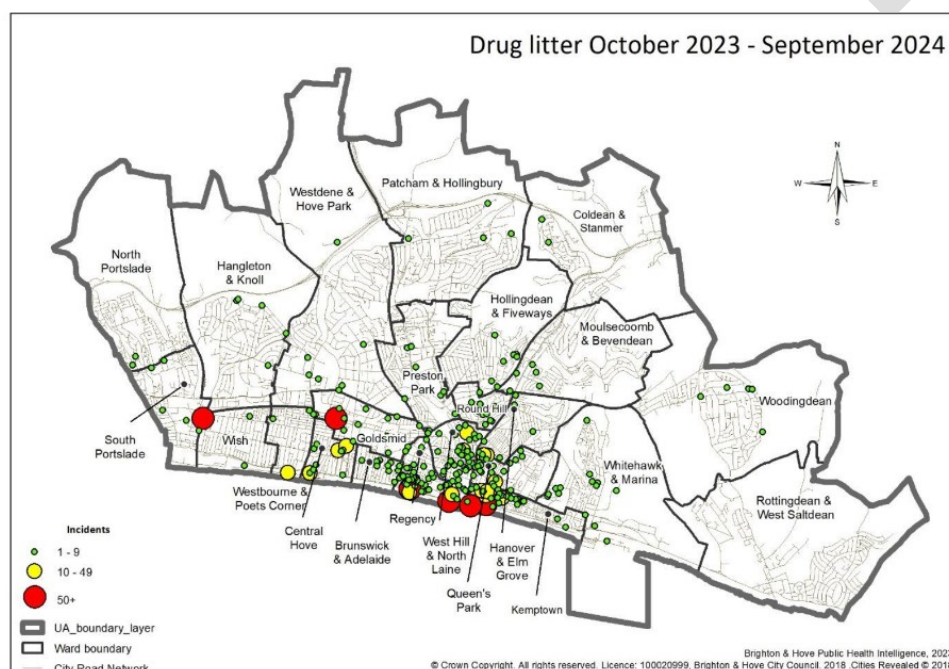 Drug litter October 2023 - September 2024
N
W
E
S
Patcham & Hollingbury
Westdene &
Hove Park
Coldean &
Stanmer
North
Portslade
Hangleton
& Knoll
Hollingdean
& Fiveways
Moulsecoomb
& Bevendean
Preston
Park
Woodingdean
Round Hill
South
Portslade
Wish
Goldsmid
Whitehawk
& Marina
Westbourne &
Poets Corner
Rottingdean &
West Saltdean
Central
Hove
Brunswick
& Adelaide
Regency
West Hill
& North
Laine
Hanover
& Elm
Grove
Queen's
Park
Kemptown
Incidents
1 - 9
10 - 49
50+
UA_boundary_layer
Ward boundary
City Road Network
Brighton & Hove Public Health Intelligence,
© Crown Copyright. All rights reserved. Licence: 100020999, Brighton & Hove City Council. 2018 .Cities Revealed ©